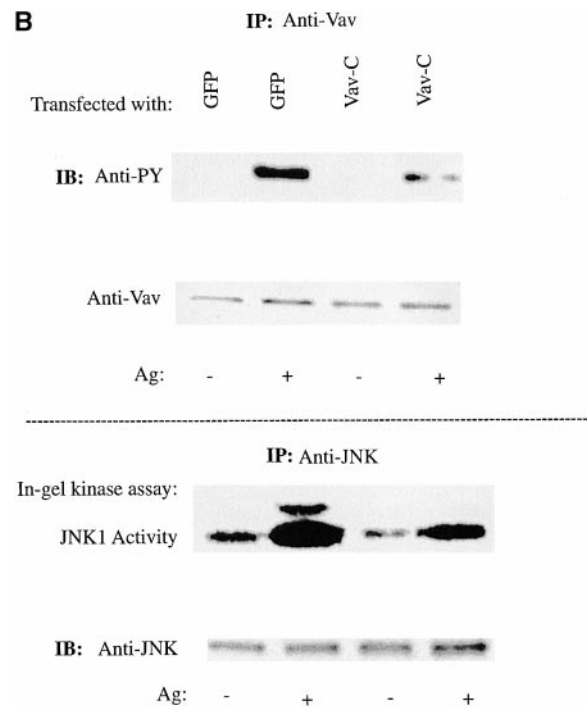 B
IP: Anti-Vav
Transfected with: GFP GFP Vav-C Vav-C
IB: Anti-PY
Anti-Vav
Ag: - + - +
IP: Anti-JNK
In-gel kinase assay:
JNK1 Activity
IB: Anti-JNK
Ag: - + - +